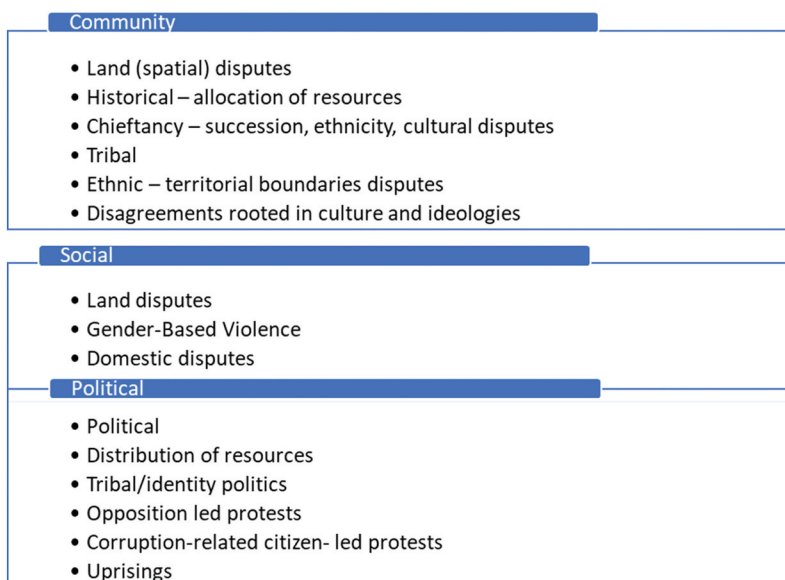 Community
• Land (spatial) disputes
• Historical – allocation of resources
• Chieftancy – succession, ethnicity, cultural disputes
• Tribal
• Ethnic – territorial boundaries disputes
• Disagreements rooted in culture and ideologies
Social
• Land disputes
• Gender-Based Violence
• Domestic disputes
Political
• Political
• Distribution of resources
• Tribal/identity politics
• Opposition led protests
• Corruption-related citizen- led protests
• Uprisings